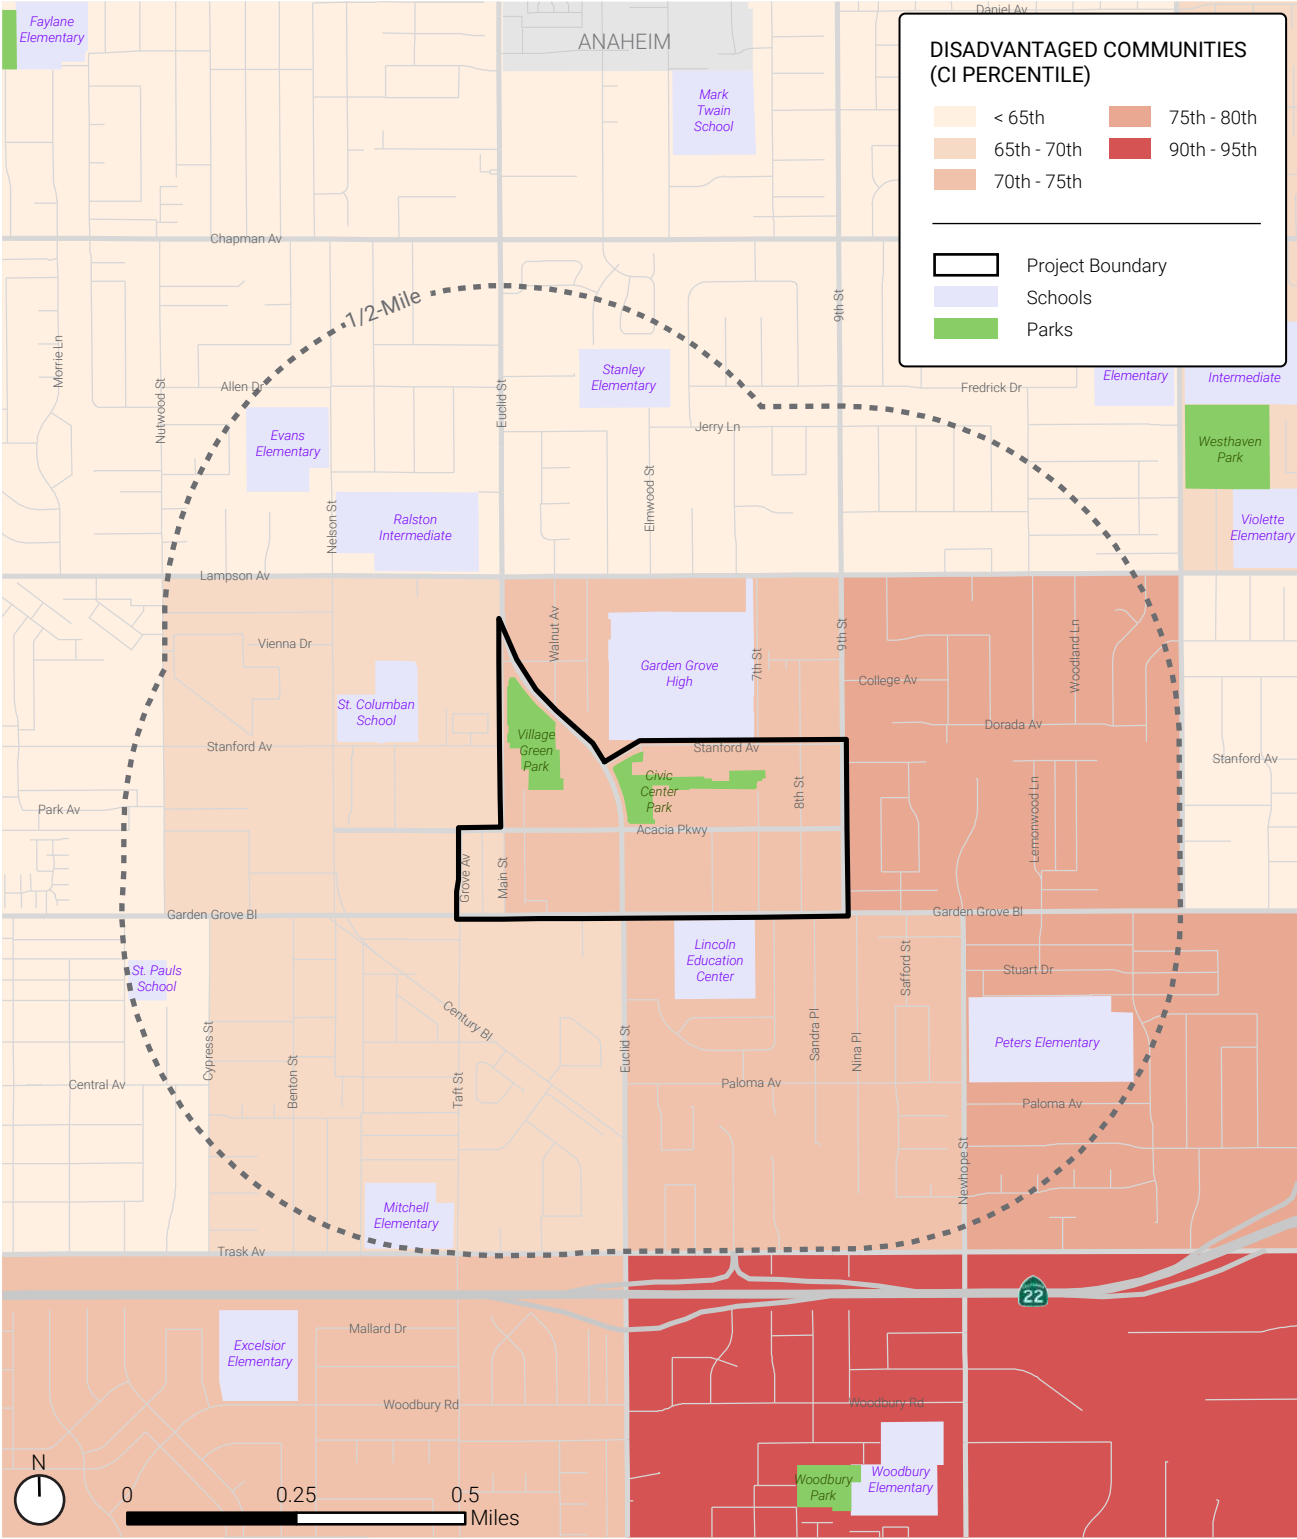 Faylane
Elementary
ANAHEIM
Daniel Av
DISADVANTAGED COMMUNITIES
(CI PERCENTILE)
< 65th
65th - 70th
70th - 75th
75th - 80th
90th - 95th
Project Boundary
Schools
Parks
Mark
Twain
School
Chapman Av
1/2-Mile
9th St
Morrie Ln
Nutwood St
Allen Dr
Euclid St
Stanley
Elementary
Fredrick Dr
Elementary
Intermediate
Jerry Ln
Evans
Elementary
Westhaven
Park
Elmwood St
Nelson St
Ralston
Intermediate
Violette
Elementary
Lampson Av
Walnut Av
Vienna Dr
Garden Grove
High
7th St
9th St
Woodland Ln
College Av
St. Columban
School
Dorada Av
Stanford Av
Village
Green
Park
Stanford Av
Stanford Av
Civic
Center
Park
8th St
Lemonwood Ln
Park Av
Acacia Pkwy
Grove Av
Main St
Garden Grove Bl
Garden Grove Bl
Lincoln
Education
Center
Safford St
Stuart Dr
St. Pauls
School
Century Bl
Cypress St
Euclid St
Sandra Pl
Nina Pl
Peters Elementary
Benton St
Taft St
Central Av
Paloma Av
Paloma Av
Newhope St
Mitchell
Elementary
Trask Av
22
Mallard Dr
Excelsior
Elementary
Woodbury Rd
Woodbury Rd
Woodbury
Park
Woodbury
Elementary
N
0
0.25
0.5
Miles